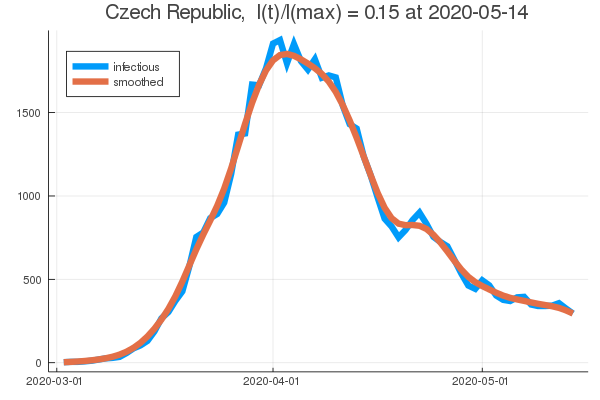 Czech Republic, I(t)/I(max) = 0.15 at 2020-05-14
infectious
smoothed
1500
1000
500
0
2020-03-01 2020-04-01 2020-05-01